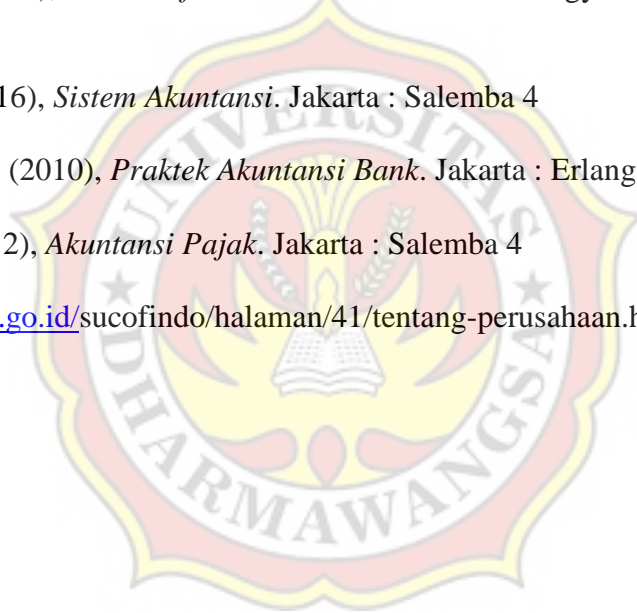 16), Sistem Akuntansi. Jakarta : Salemba 4
(2010), Praktek Akuntansi Bank. Jakarta : Erlang
2), Akuntansi Pajak. Jakarta : Salemba 4
.go.id/sucofindo/halaman/41/tentang-perusahaan.h
UNIVERSITAS
DHARMAWANGSA